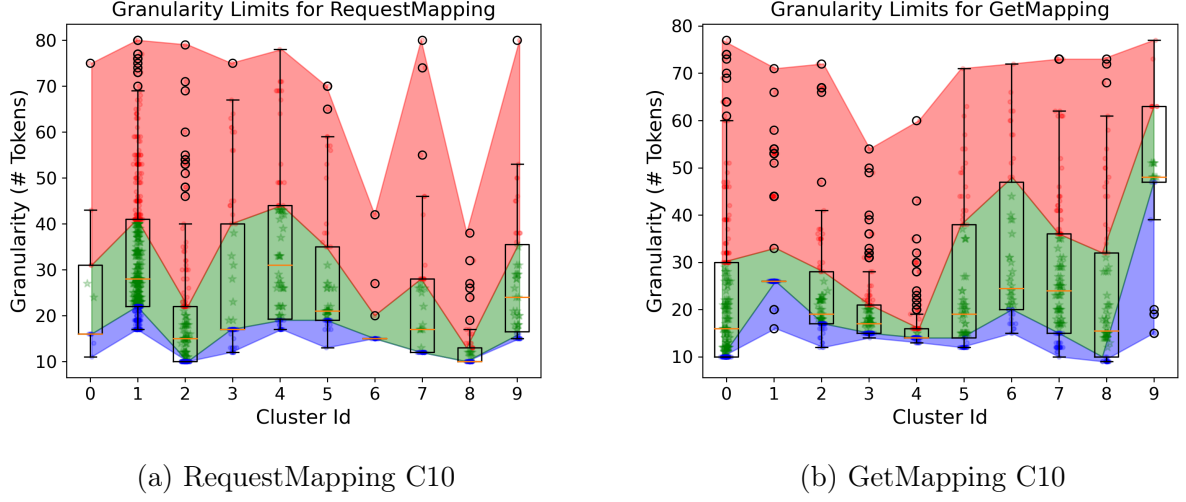 Granularity Limits for RequestMapping
80
70
60
50
40
30
20
10
Granularity (# Tokens)
0 1 2 3 4 5 6 7 8 9
Cluster Id
(a) RequestMapping C10
Granularity Limits for GetMapping
80
70
60
50
40
30
20
10
Granularity (# Tokens)
0 1 2 3 4 5 6 7 8 9
Cluster Id
(b) GetMapping C10